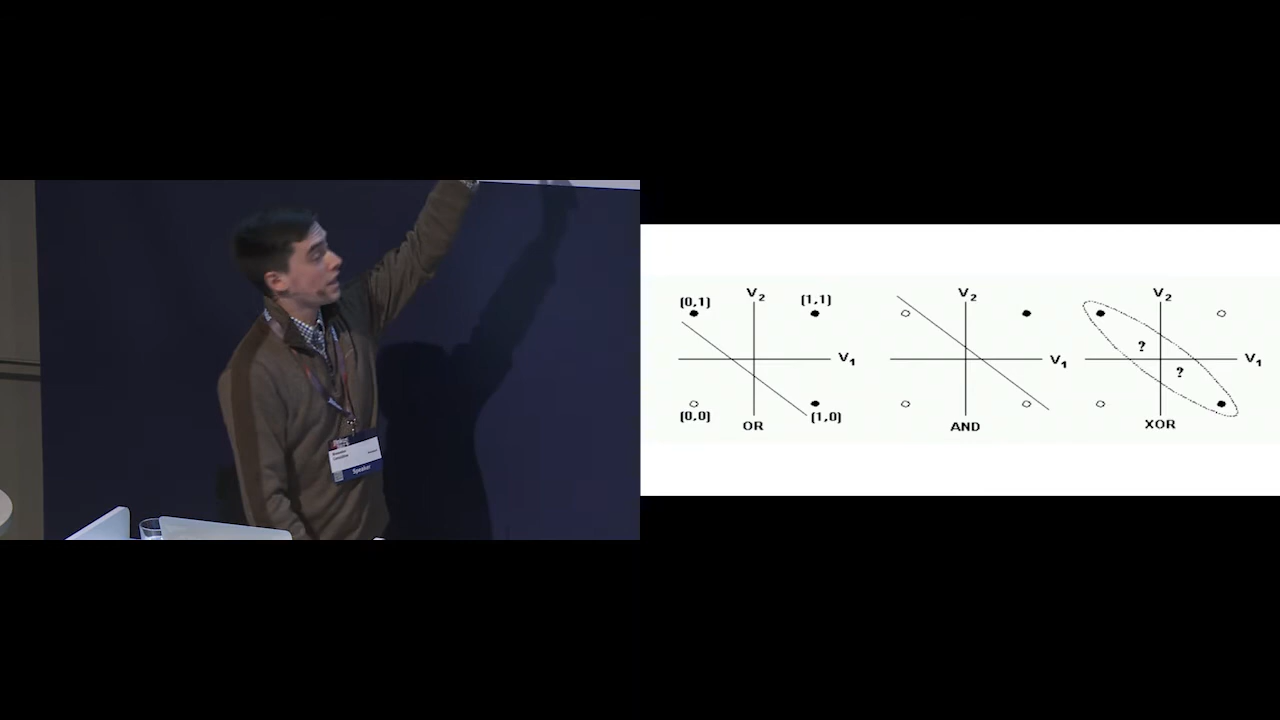 Speaker
V2
(0,1)
(1,1)
V1
(0,0)
(1,0)
OR
V2
V1
AND
V2
?
?
V1
XOR